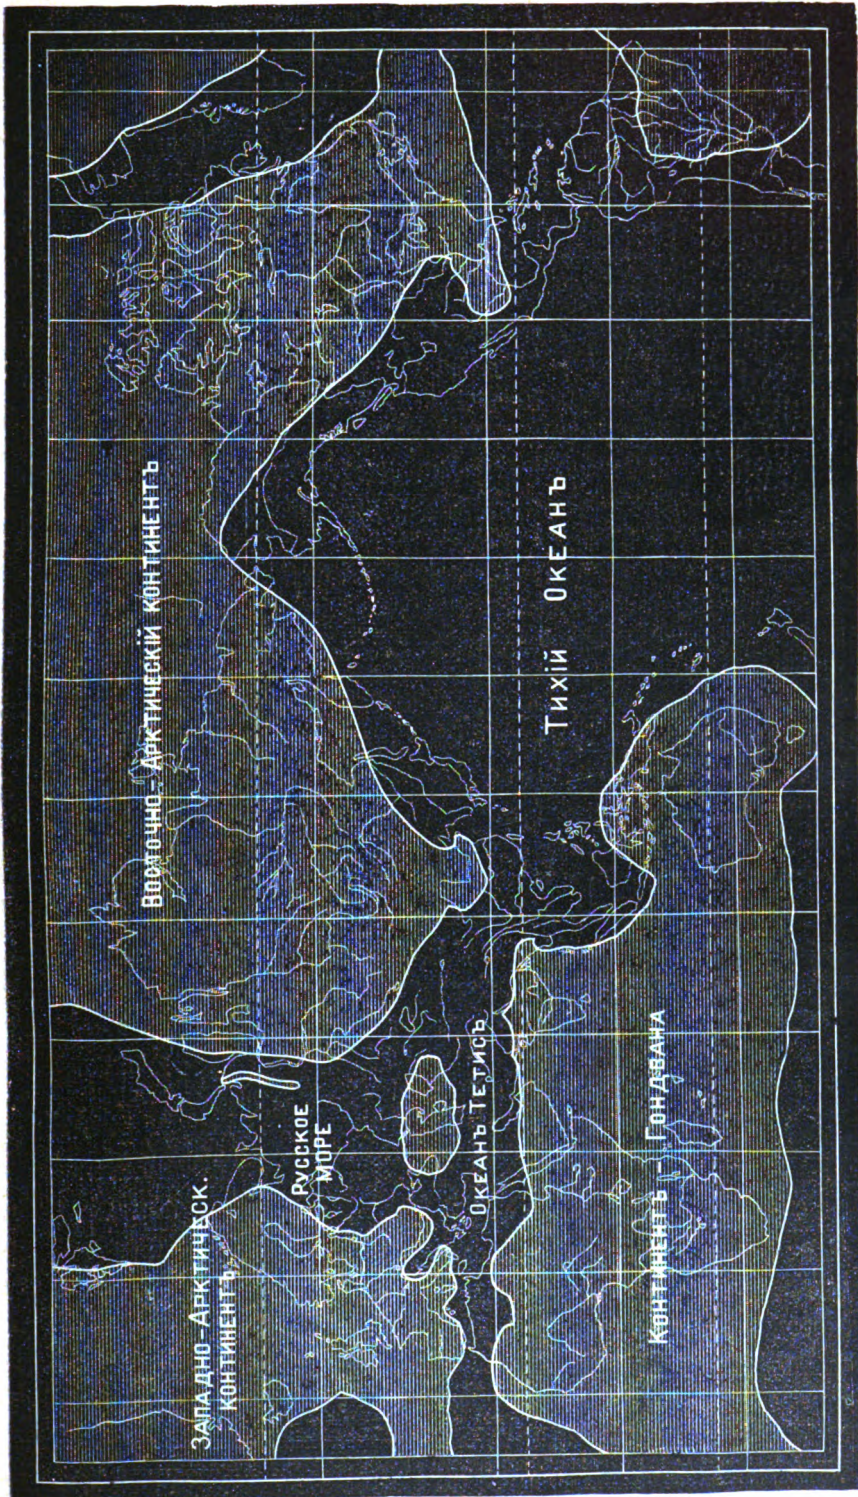 ЗАПАДНО-АРКТИЧЕСК.
КОНТИНЕНТЪ
ВОСТОЧНО-АРКТИЧЕСКІЙ КОНТИНЕНТЪ
РУССКОЕ
МОРЕ
ОКЕАНЪ ТЕТИСЪ
ТИХІЙ ОКЕАНЪ
КОНТИНЕНТЪ - ГОНДВАНА